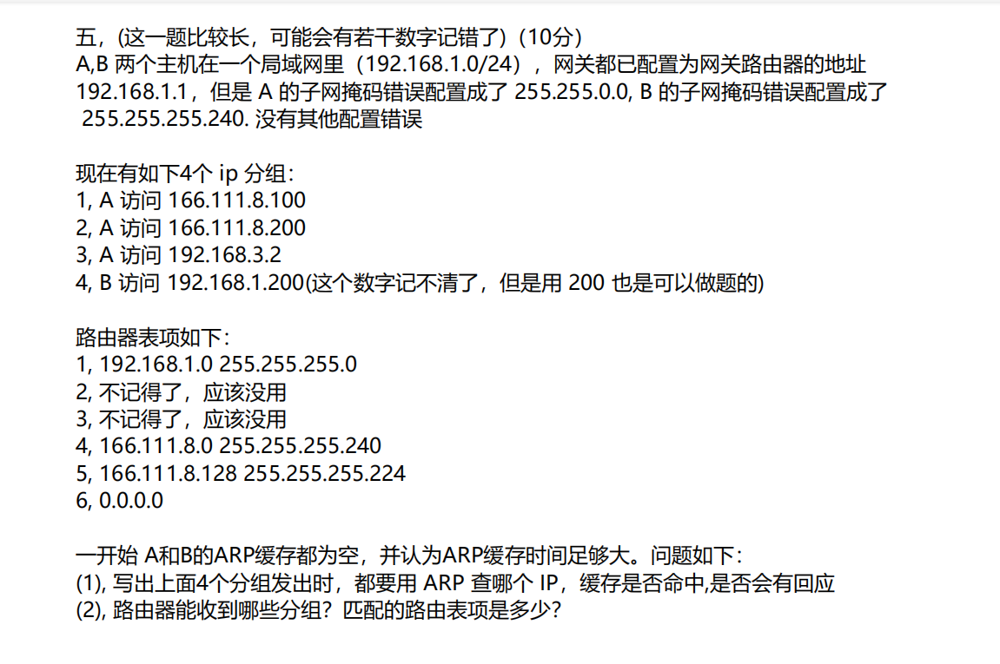 五，(这一题比较长，可能会有若干数字记错了)（10分）
A,B 两个主机在一个局域网里（192.168.1.0/24），网关都已配置为网关路由器的地址
192.168.1.1，但是 A 的子网掩码错误配置成了 255.255.0.0, B 的子网掩码错误配置成了
255.255.255.240. 没有其他配置错误
现在有如下4个 ip 分组：
1, A 访问 166.111.8.100
2, A 访问 166.111.8.200
3, A 访问 192.168.3.2
4, B 访问 192.168.1.200(这个数字记不清了，但是用 200 也是可以做题的)
路由器表项如下：
1, 192.168.1.0 255.255.255.0
2, 不记得了，应该没用
3, 不记得了，应该没用
4, 166.111.8.0 255.255.255.240
5, 166.111.8.128 255.255.255.224
6, 0.0.0.0
一开始 A和B的ARP缓存都为空，并认为ARP缓存时间足够大。问题如下：
(1), 写出上面4个分组发出时，都要用 ARP 查哪个 IP，缓存是否命中,是否会有回应
(2), 路由器能收到哪些分组？匹配的路由表项是多少？